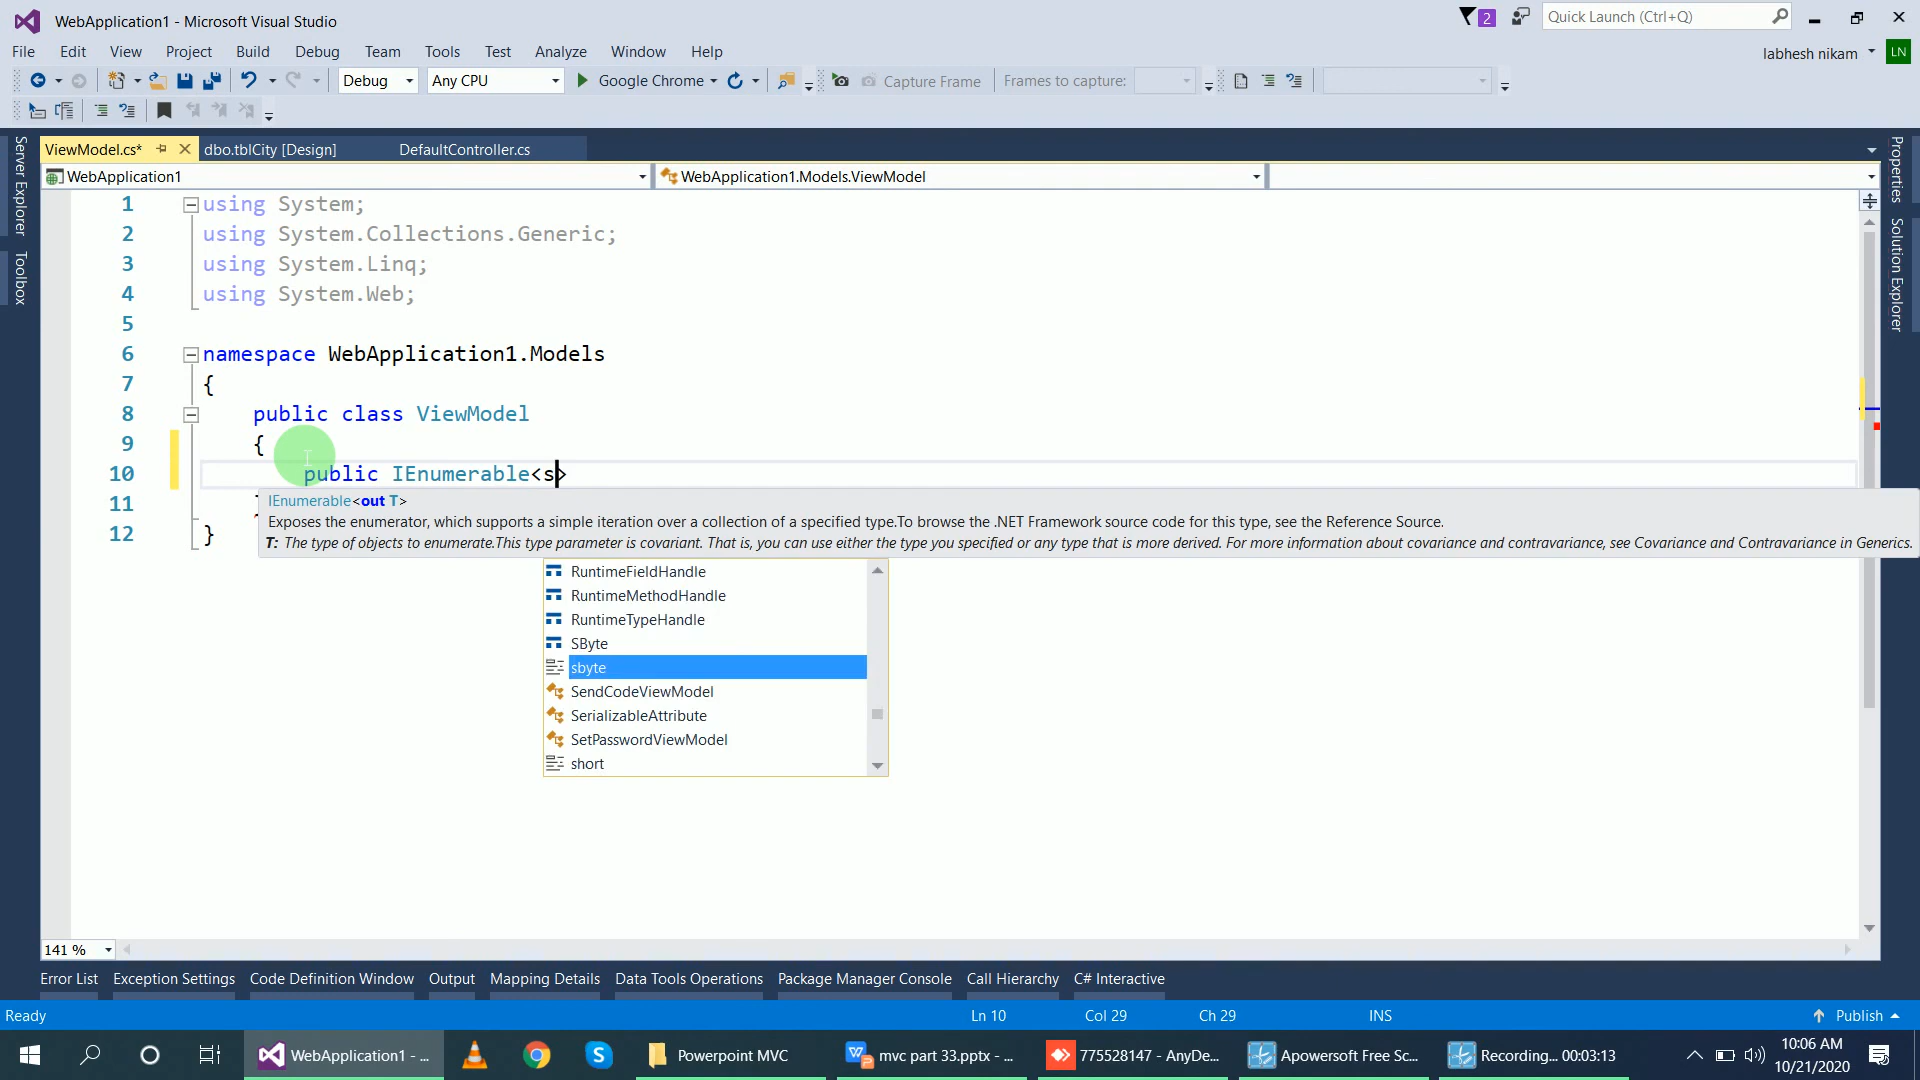 WebApplication1 - Microsoft Visual Studio
2
Quick Launch (Ctrl+Q)
File Edit View Project Build Debug Team Tools Test Analyze Window Help
labhesh nikam LN
Debug Any CPU Google Chrome Capture Frame Frames to capture:
ViewModel.cs* dbo.tblCity [Design] DefaultController.cs
WebApplication1 WebApplication1.Models.ViewModel
Server Explorer
Toolbox
Properties
Solution Explorer
1 using System;
2 using System.Collections.Generic;
3 using System.Linq;
4 using System.Web;
5
6 namespace WebApplication1.Models
7 {
8 public class ViewModel
9 {
10 public IEnumerable<s>
11
12 }
IEnumerable<out T>
Exposes the enumerator, which supports a simple iteration over a collection of a specified type.To browse the .NET Framework source code for this type, see the Reference Source.
T: The type of objects to enumerate.This type parameter is covariant. That is, you can use either the type you specified or any type that is more derived. For more information about covariance and contravariance, see Covariance and Contravariance in Generics.
RuntimeFieldHandle
RuntimeMethodHandle
RuntimeTypeHandle
SByte
sbyte
SendCodeViewModel
SerializableAttribute
SetPasswordViewModel
short
141 %
Error List Exception Settings Code Definition Window Output Mapping Details Data Tools Operations Package Manager Console Call Hierarchy C# Interactive
Ready Ln 10 Col 29 Ch 29 INS Publish
WebApplication1 - ... Powerpoint MVC mvc part 33.pptx - ... 775528147 - AnyDe... Apowersoft Free Sc... Recording... 00:03:13
10:06 AM
10/21/2020